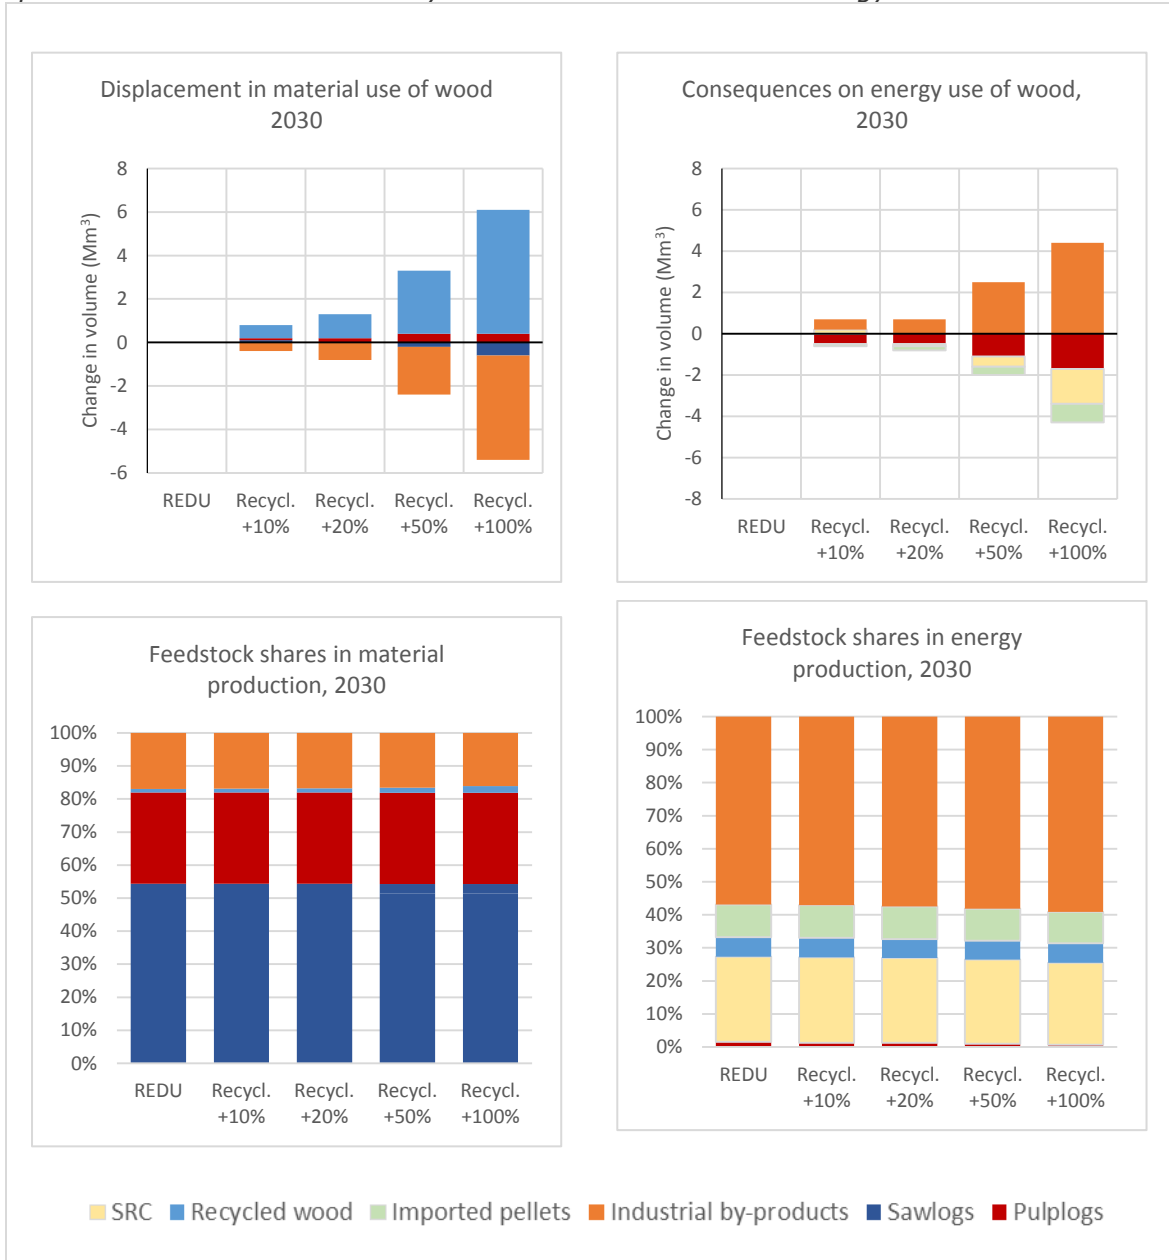 Displacement in material use of wood
2030
Change in volume (Mm³)
8
6
4
2
0
-2
-4
-6
REDU
Recycl. +10%
Recycl. +20%
Recycl. +50%
Recycl. +100%
Consequences on energy use of wood,
2030
Change in volume (Mm³)
8
6
4
2
0
-2
-4
-6
-8
REDU
Recycl. +10%
Recycl. +20%
Recycl. +50%
Recycl. +100%
Feedstock shares in material
production, 2030
100%
90%
80%
70%
60%
50%
40%
30%
20%
10%
0%
REDU
Recycl. +10%
Recycl. +20%
Recycl. +50%
Recycl. +100%
Feedstock shares in energy
production, 2030
100%
90%
80%
70%
60%
50%
40%
30%
20%
10%
0%
REDU
Recycl. +10%
Recycl. +20%
Recycl. +50%
Recycl. +100%
SRC Recycled wood Imported pellets Industrial by-products Sawlogs Pulplogs